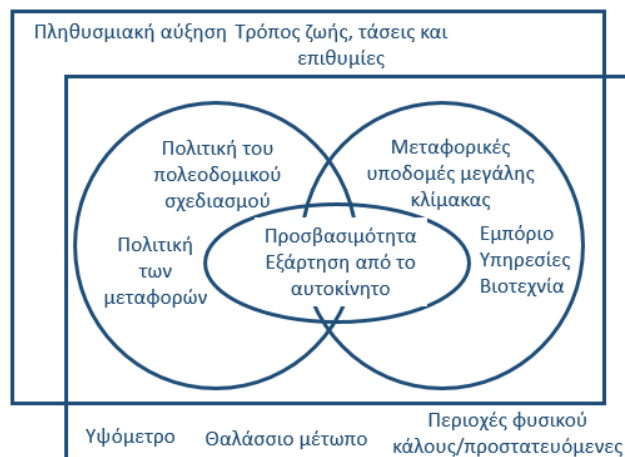 Πληθυσμιακή αύξηση Τρόπος ζωής, τάσεις και
επιθυμίες
Πολιτική του
πολεοδομικού
σχεδιασμού
Μεταφορικές
υποδομές μεγάλης
κλίμακας
Πολιτική
των
μεταφορών
Προσβασιμότητα
Εξάρτηση από το
αυτοκίνητο
Εμπόριο
Υπηρεσίες
Βιοτεχνία
Υψόμετρο
Θαλάσσιο μέτωπο
Περιοχές φυσικού
κάλους/προστατευόμενες